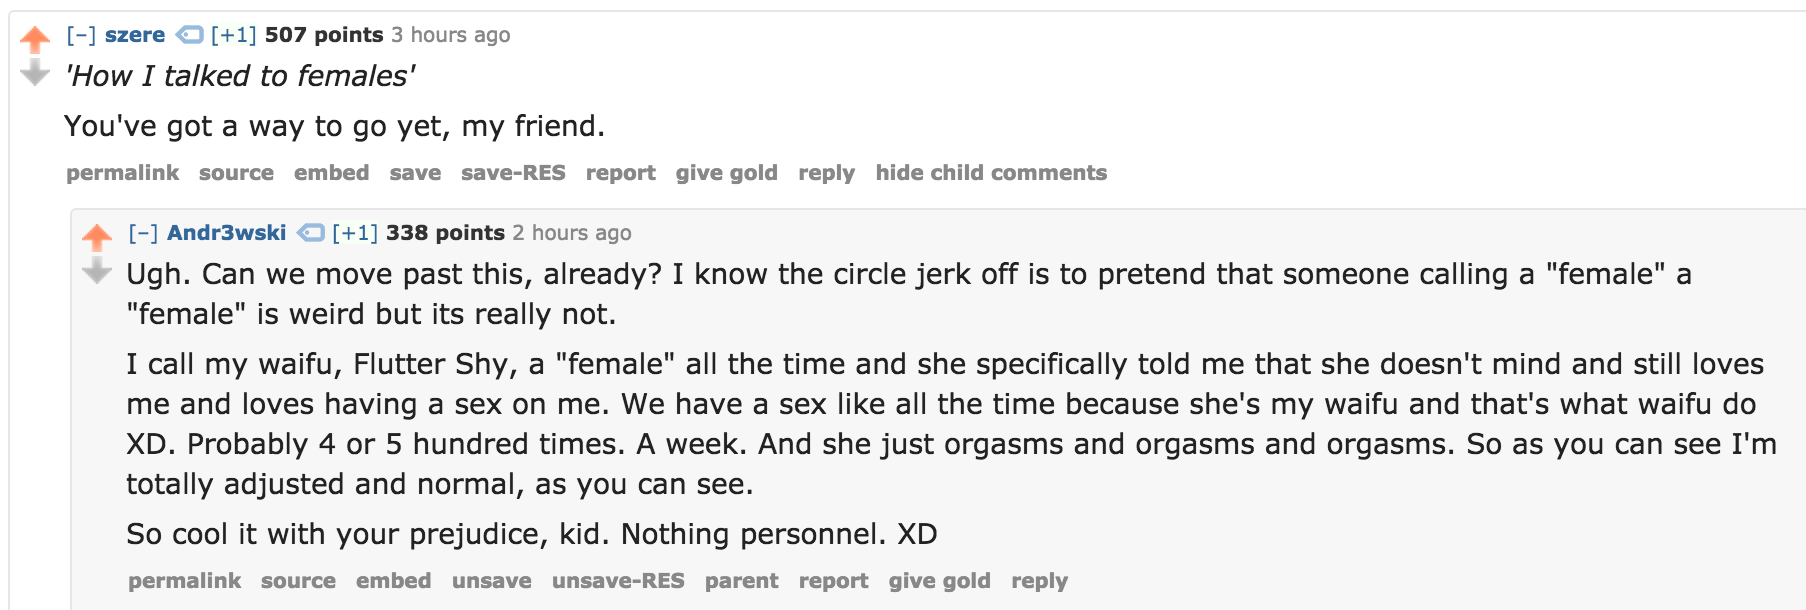 [−] szere [+1] 507 points 3 hours ago
'How I talked to females'
You've got a way to go yet, my friend.
permalink source embed save save-RES report give gold reply hide child comments
[−] Andr3wski [+1] 338 points 2 hours ago
Ugh. Can we move past this, already? I know the circle jerk off is to pretend that someone calling a "female" a
"female" is weird but its really not.
I call my waifu, Flutter Shy, a "female" all the time and she specifically told me that she doesn't mind and still loves
me and loves having a sex on me. We have a sex like all the time because she's my waifu and that's what waifu do
XD. Probably 4 or 5 hundred times. A week. And she just orgasms and orgasms and orgasms. So as you can see I'm
totally adjusted and normal, as you can see.
So cool it with your prejudice, kid. Nothing personnel. XD
permalink source embed unsave unsave-RES parent report give gold reply